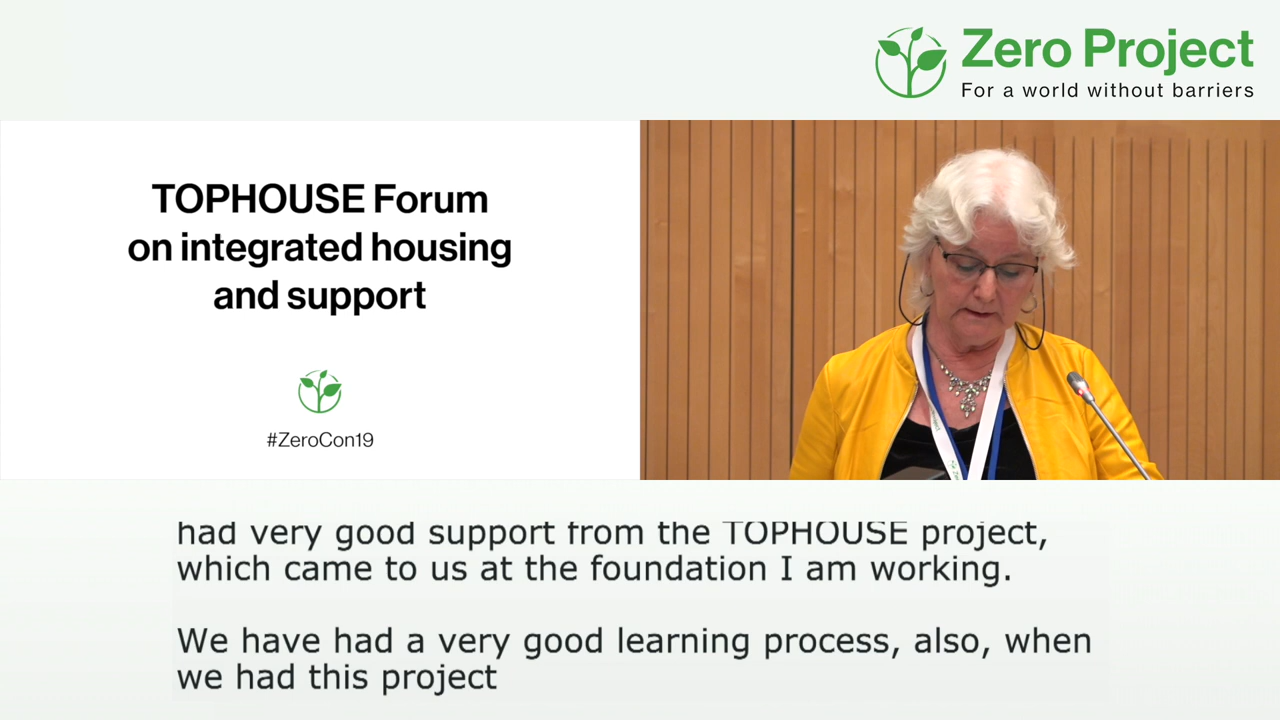 Zero Project
For a world without barriers
TOPHOUSE Forum
on integrated housing
and support
#ZeroCon19
had very good support from the TOPHOUSE project,
which came to us at the foundation I am working.
We have had a very good learning process, also, when
we had this project